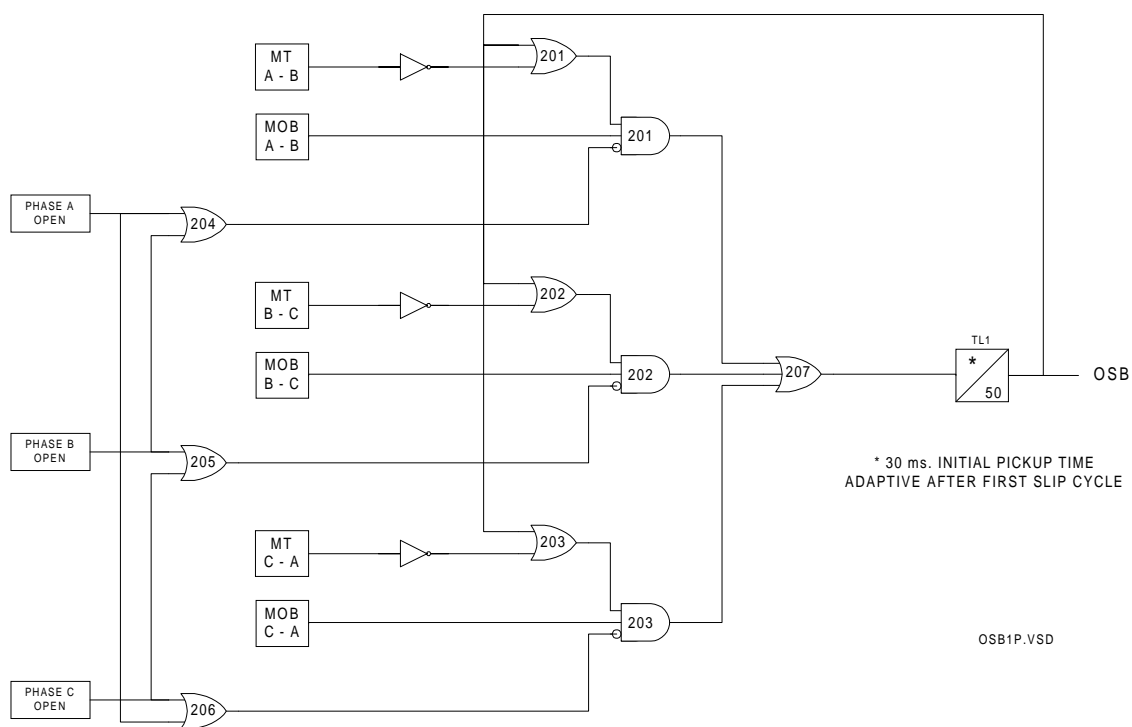 MT
A - B
201
MOB
A - B
201
PHASE A
OPEN
204
MT
B - C
202
TL1
*
50
OSB
MOB
B - C
202
207
PHASE B
OPEN
205
* 30 ms. INITIAL PICKUP TIME
ADAPTIVE AFTER FIRST SLIP CYCLE
MT
C - A
203
MOB
C - A
203
OSB1P.VSD
PHASE C
OPEN
206